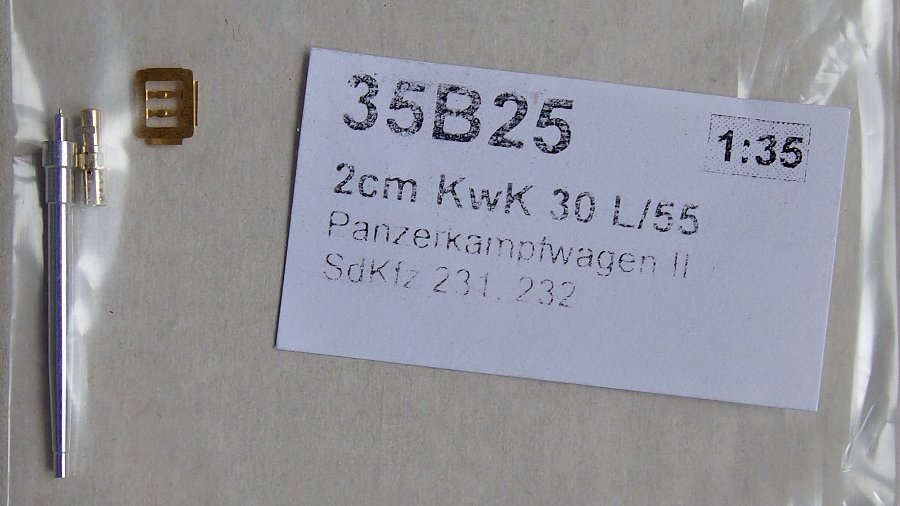 35B25
1:35
2cm KwK 30 L/55
Panzerkampfwagen II
SdKfz 231, 232